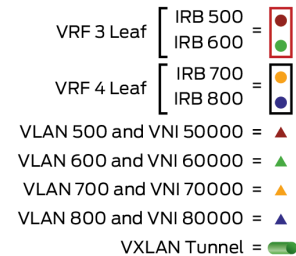 VRF 3 Leaf
IRB 500 =
IRB 600
VRF 4 Leaf
IRB 700 =
IRB 800
VLAN 500 and VNI 50000 =
VLAN 600 and VNI 60000 =
VLAN 700 and VNI 70000 =
VLAN 800 and VNI 80000 =
VXLAN Tunnel =